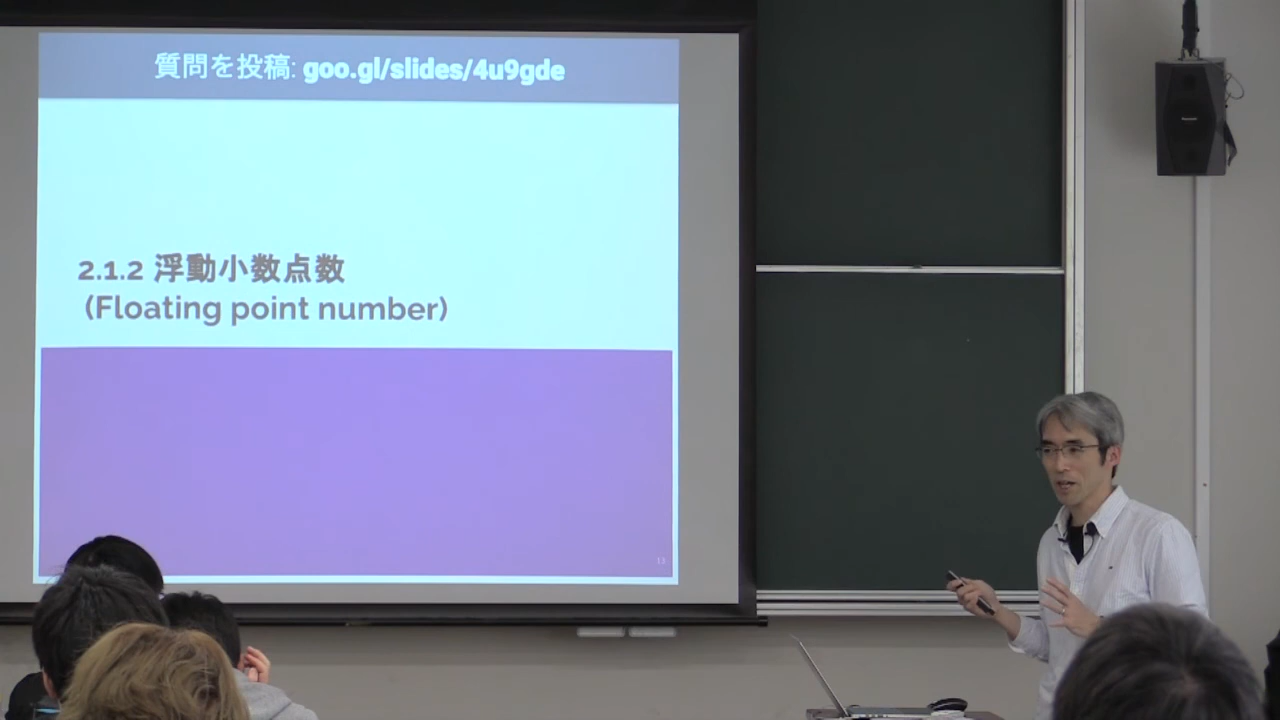 質問を投稿: goo.gl/slides/4u9gde
2.1.2 浮動小数点数
(Floating point number)
Panasonic